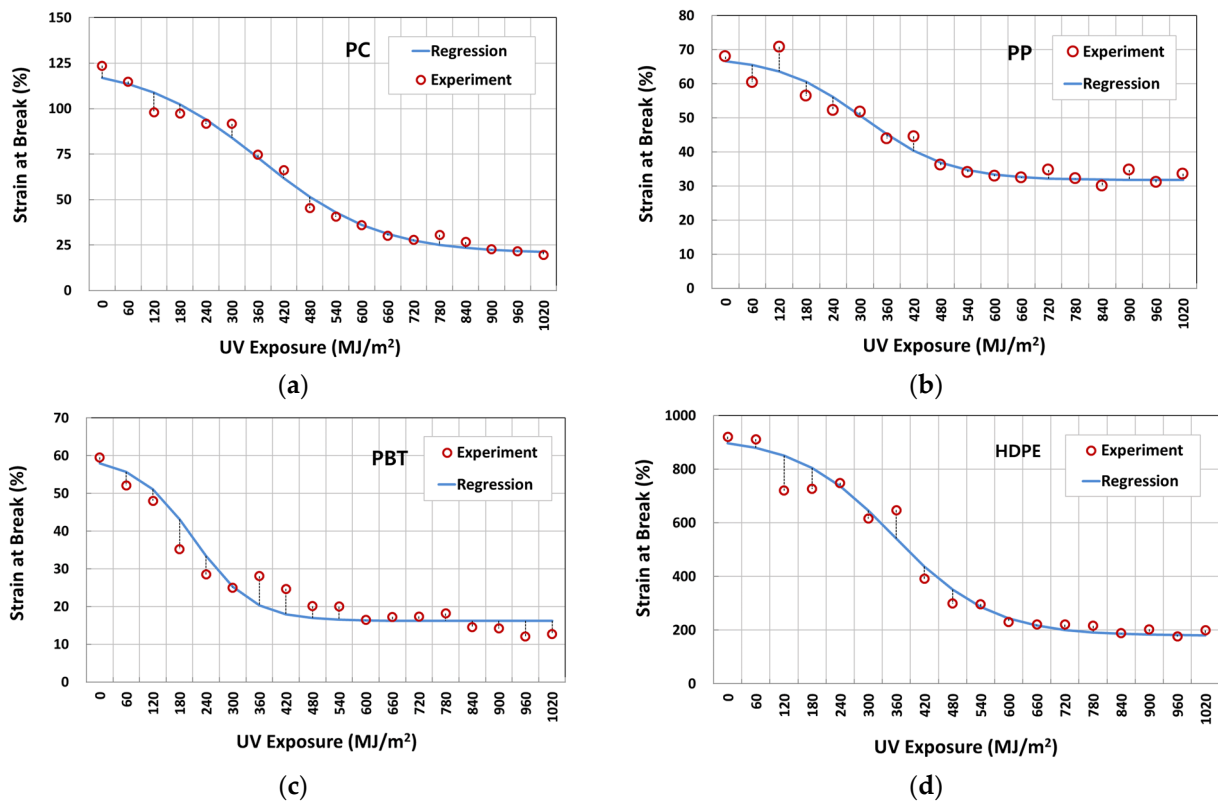 PC
Regression
Experiment
Strain at Break (%)
150
125
100
75
50
25
0
0 60 120 180 240 300 360 420 480 540 600 660 720 780 840 900 960 1020
UV Exposure (MJ/m²)
(a)
PP
Experiment
Regression
Strain at Break (%)
80
70
60
50
40
30
20
10
0
0 60 120 180 240 300 360 420 480 540 600 660 720 780 840 900 960 1020
UV Exposure (MJ/m²)
(b)
PBT
Experiment
Regression
Strain at Break (%)
70
60
50
40
30
20
10
0
0 60 120 180 240 300 360 420 480 540 600 660 720 780 840 900 960 1020
UV Exposure (MJ/m²)
(c)
HDPE
Experiment
Regression
Strain at Break (%)
1000
800
600
400
200
0
0 60 120 180 240 300 360 420 480 540 600 660 720 780 840 900 960 1020
UV Exposure (MJ/m²)
(d)